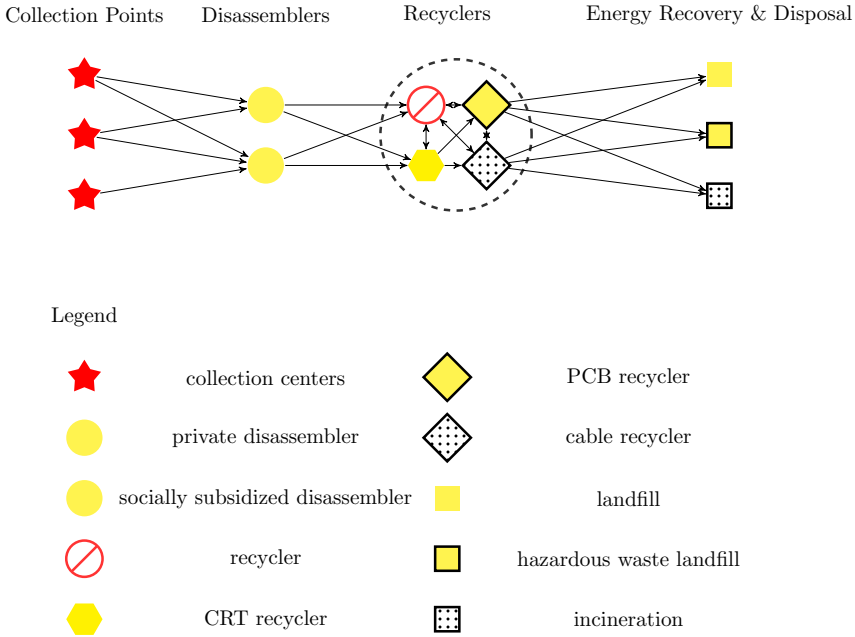 Collection Points Disassemblers Recyclers Energy Recovery & Disposal
Legend
collection centers PCB recycler
private disassembler cable recycler
socially subsidized disassembler landfill
recycler hazardous waste landfill
CRT recycler incineration